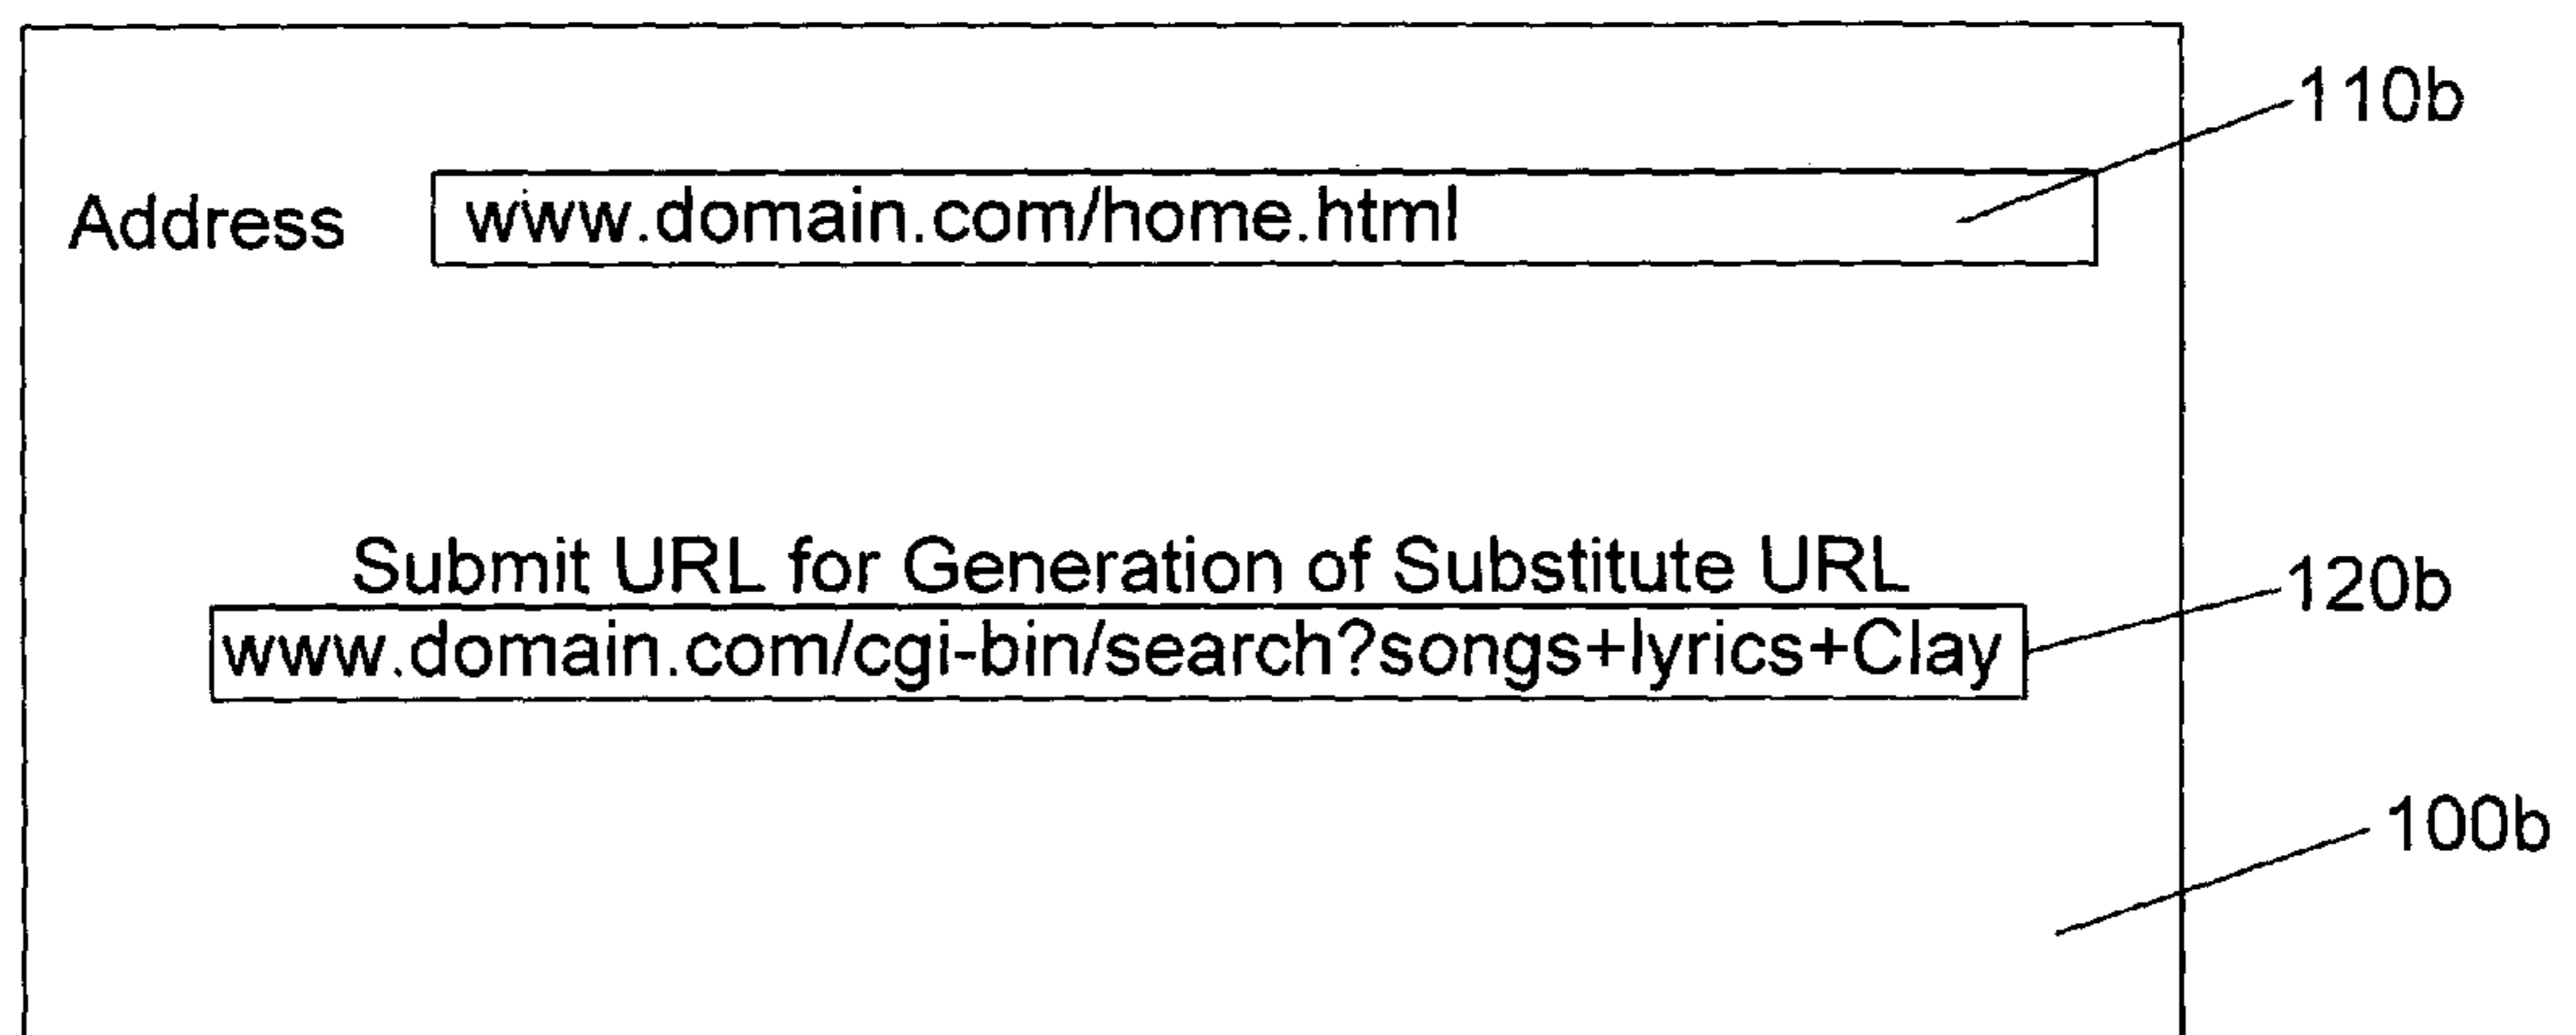 110b
Address www.domain.com/home.html
Submit URL for Generation of Substitute URL
120b
www.domain.com/cgi-bin/search?songs+lyrics+Clay
100b